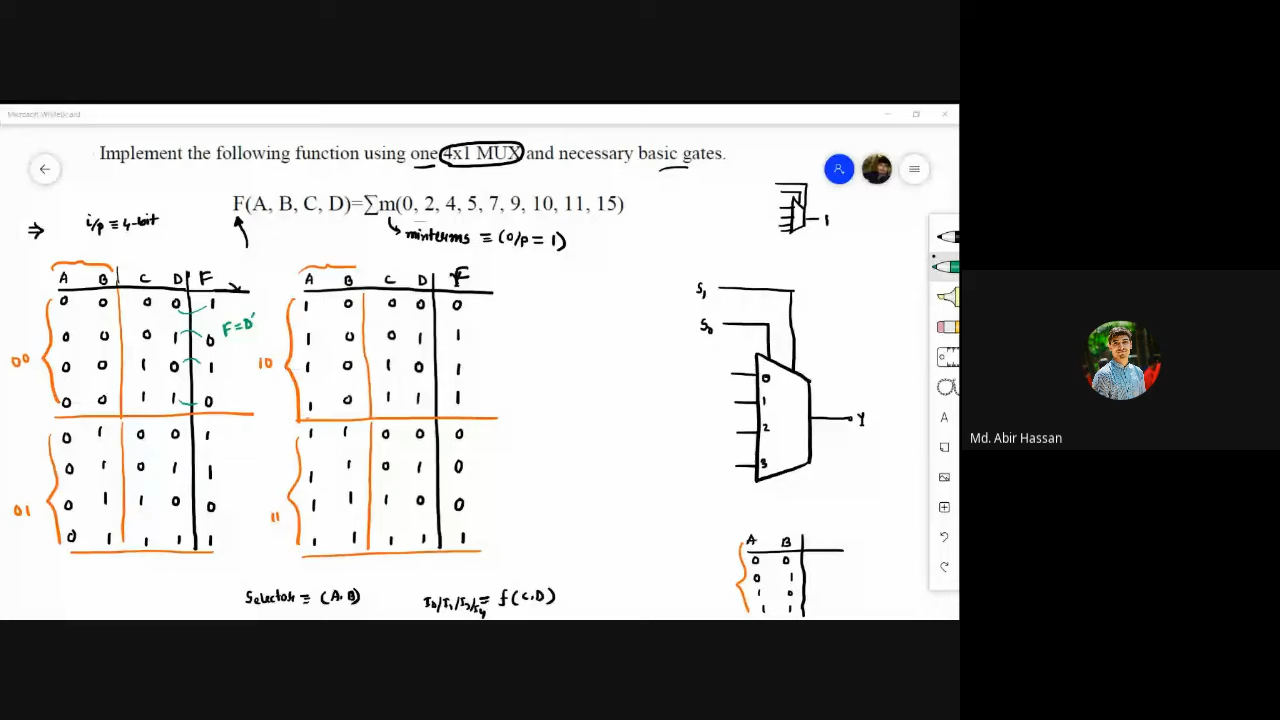 Microsoft Whiteboard
Implement the following function using one 4x1 MUX and necessary basic gates.
F(A, B, C, D)=∑m(0, 2, 4, 5, 7, 9, 10, 11, 15)
i/p ≡ 4-bit
minterms ≡ (O/P = 1)
A B C D F
0 0 0 0 1
0 0 0 1 0
0 0 1 0 1
0 0 1 1 0
0 1 0 0 1
0 1 0 1 1
0 1 1 0 0
0 1 1 1 1
00
01
F=D'
A B C D F
1 0 0 0 0
1 0 0 1 1
1 0 1 0 1
1 0 1 1 1
1 1 0 0 0
1 1 0 1 0
1 1 1 0 0
1 1 1 1 1
10
11
Selector = (A,B)
I0/I1/I2/I4 = f(C,D)
1
S1
S0
0
1
2
3
Y
A B
0 0
0 1
1 0
1 1
A
Md. Abir Hassan